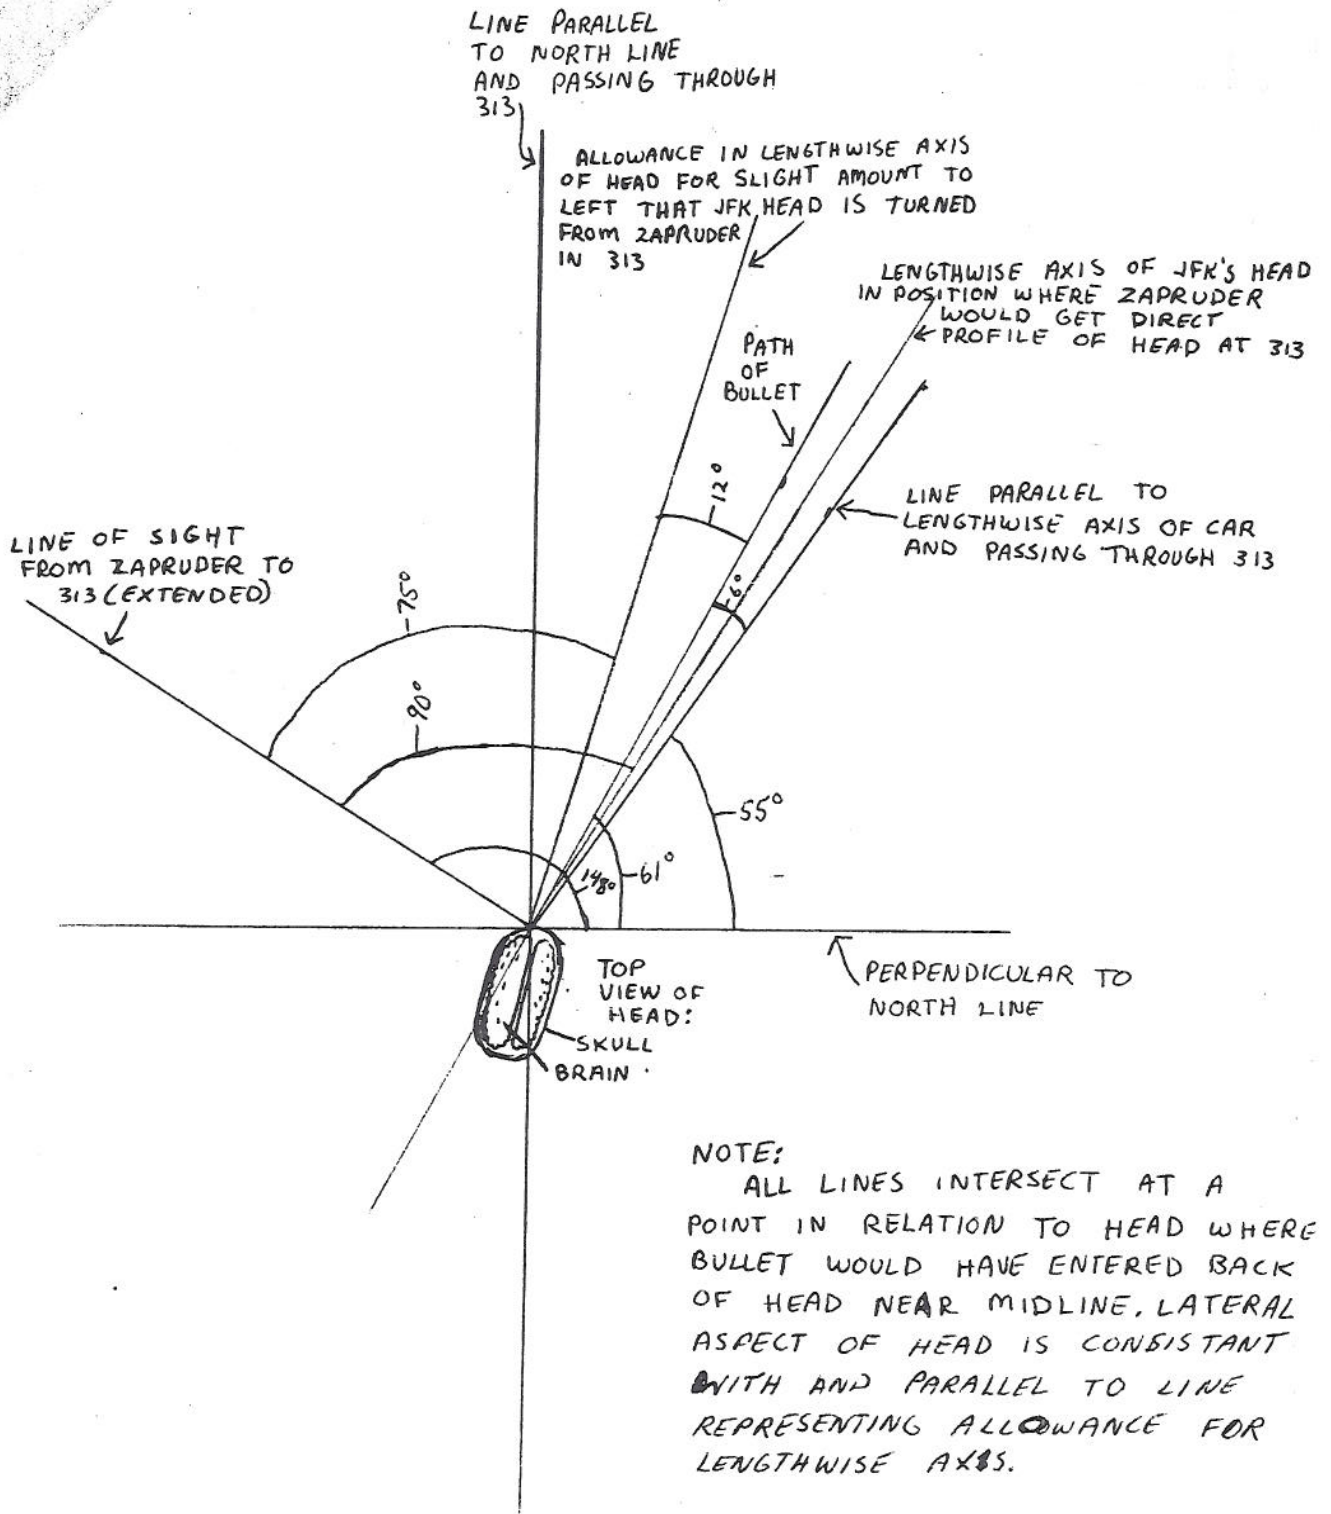 LINE PARALLEL
TO NORTH LINE
AND PASSING THROUGH
313
ALLOWANCE IN LENGTHWISE AXIS
OF HEAD FOR SLIGHT AMOUNT TO
LEFT THAT JFK HEAD IS TURNED
FROM ZAPRUDER
IN 313
LENGTHWISE AXIS OF JFK'S HEAD
IN POSITION WHERE ZAPRUDER
WOULD GET DIRECT
PROFILE OF HEAD AT 313
PATH
OF
BULLET
12°
LINE PARALLEL TO
LENGTHWISE AXIS OF CAR
AND PASSING THROUGH 313
LINE OF SIGHT
FROM ZAPRUDER TO
313 (EXTENDED)
6°
75°
90°
55°
61°
148°
PERPENDICULAR TO
NORTH LINE
TOP
VIEW OF
HEAD:
SKULL
BRAIN
NOTE:
ALL LINES INTERSECT AT A
POINT IN RELATION TO HEAD WHERE
BULLET WOULD HAVE ENTERED BACK
OF HEAD NEAR MIDLINE. LATERAL
ASPECT OF HEAD IS CONSISTANT
WITH AND PARALLEL TO LINE
REPRESENTING ALLOWANCE FOR
LENGTHWISE AXIS.